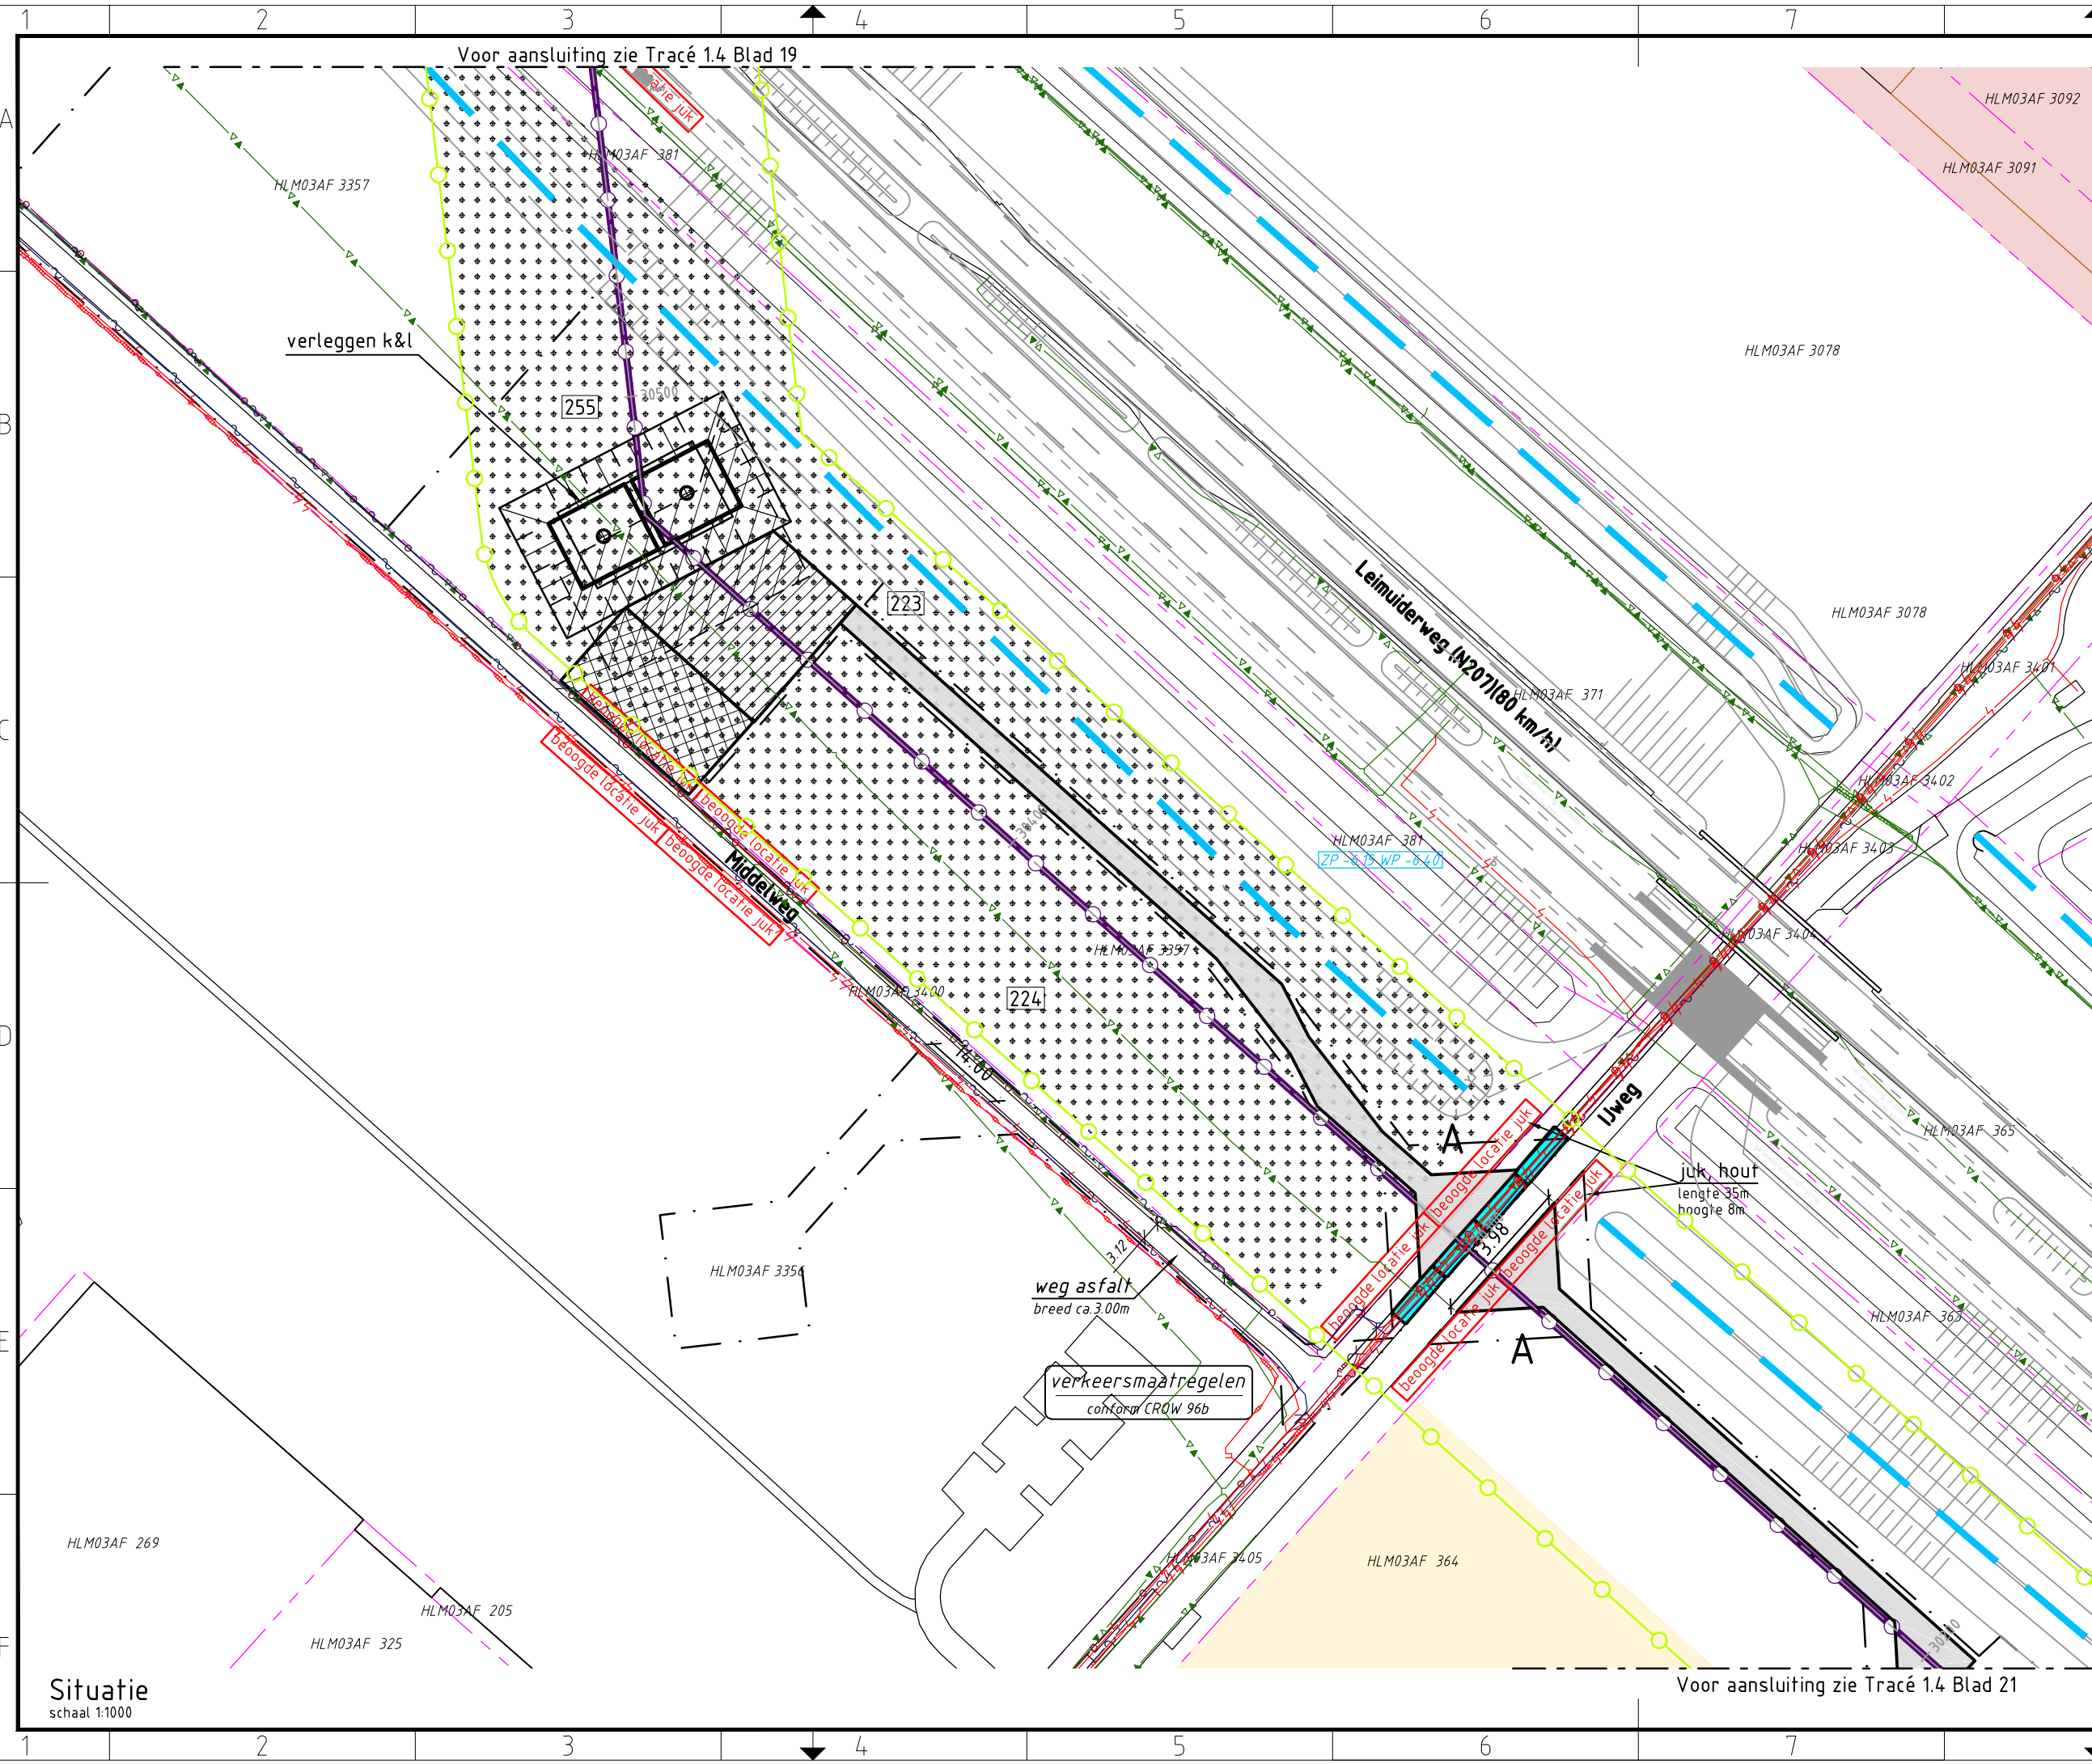 1
2
3
4
5
6
7
Voor aansluiting zie Tracé 1.4 Blad 19
A
HLM03AF 3092
HLM03AF 381
HLM03AF 3091
HLM03AF 3357
verleggen k&l
HLM03AF 3078
30500
255
B
223
HLM03AF 3078
Leimuiderweg (N207)(80 km/h)
HLM03AF 3401
HLM03AF 371
C
beoogde locatie juk
beoogde locatie juk
beoogde locatie juk
beoogde locatie juk
Middelweg
30400
HLM03AF 3402
HLM03AF 381
ZP -6.15 WP -6.40
HLM03AF 3403
HLM03AF 3404
HLM03AF 3397
HLM03AF 3400
224
D
14.00
IJweg
HLM03AF 365
A
juk, hout
lengte 35m
hoogte 8m
beoogde locatie juk
beoogde locatie juk
beoogde locatie juk
beoogde locatie juk
3.98
3.12
HLM03AF 3356
weg asfalt
breed ca.3.00m
HLM03AF 363
E
A
verkeersmaatregelen
conform CROW 96b
HLM03AF 269
HLM03AF 3405
HLM03AF 364
HLM03AF 205
HLM03AF 325
30300
F
Situatie
schaal 1:1000
Voor aansluiting zie Tracé 1.4 Blad 21
1
2
3
4
5
6
7